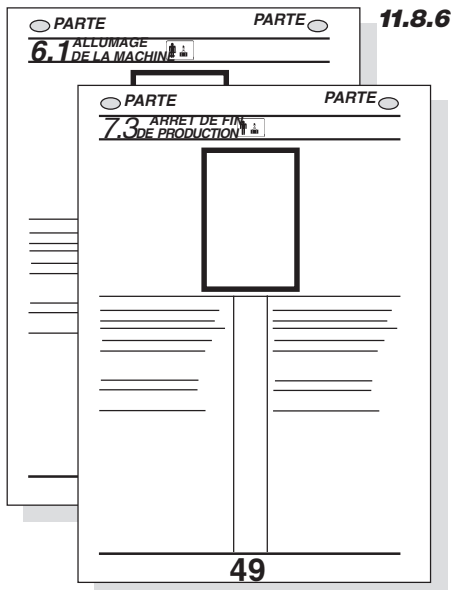 11.8.6
PARTE PARTE
6.1 ALLUMAGE
DE LA MACHINE
PARTE PARTE
7.3 ARRET DE FIN
DE PRODUCTION
49